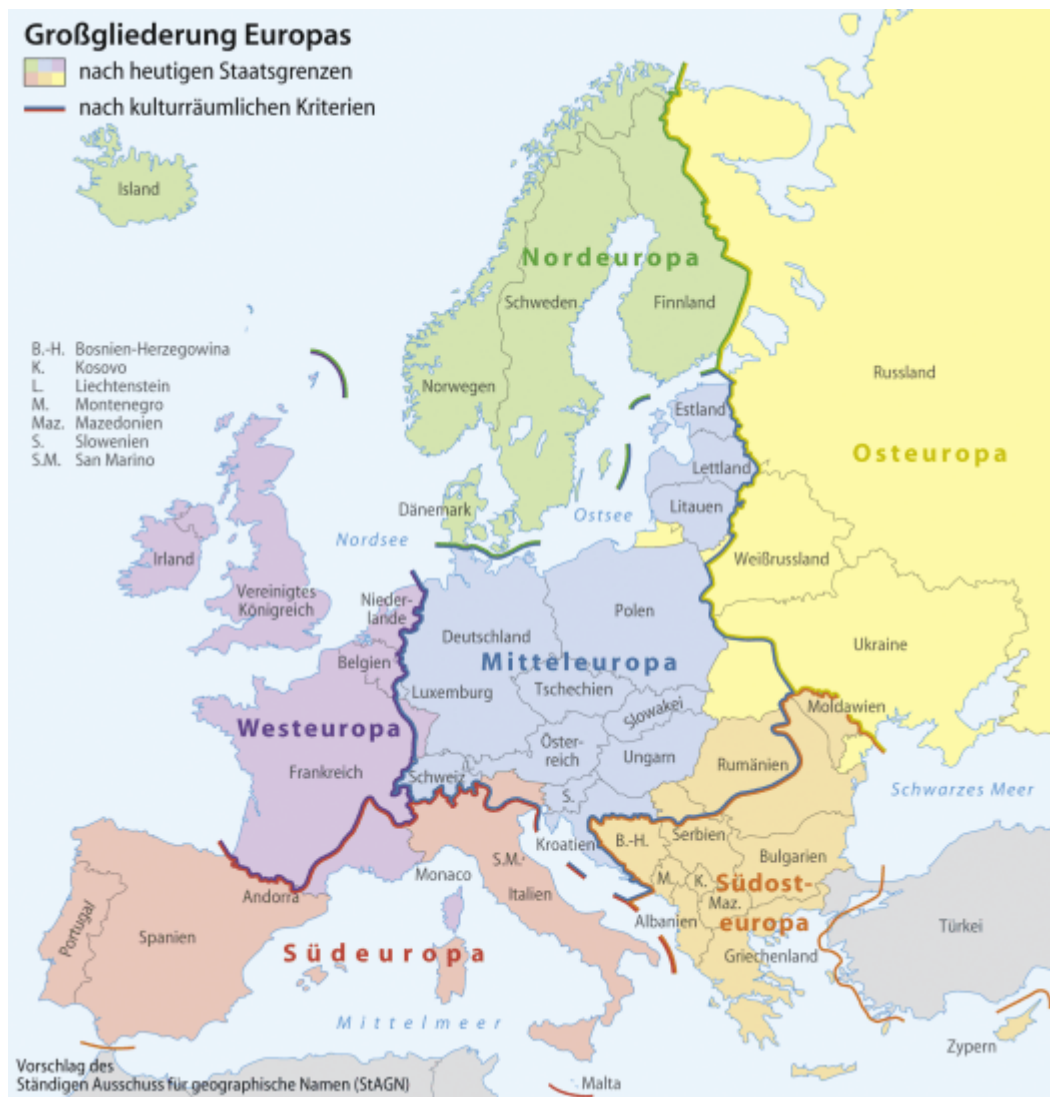 Großgliederung Europas
nach heutigen Staatsgrenzen
nach kulturräumlichen Kriterien
Island
Nordeuropa
Schweden
Finnland
B.-H. Bosnien-Herzegowina
K. Kosovo
L. Liechtenstein
M. Montenegro
Maz. Mazedonien
S. Slowenien
S.M. San Marino
Norwegen
Russland
Estland
Osteuropa
Lettland
Dänemark
Litauen
Ostsee
Nordsee
Irland
Weißrussland
Vereinigtes
Königreich
Nieder-
lande
Polen
Deutschland
Ukraine
Belgien
Mitteleuropa
Luxemburg
Tschechien
Slowakei
Moldawien
Westeuropa
Öster-
reich
Ungarn
Frankreich
Schweiz
Rumänien
Schwarzes Meer
S.
Kroatien
B.-H.
Serbien
S.M.
Bulgarien
Monaco
Andorra
Italien
M.
K.
Südost-
europa
Maz.
Albanien
Portugal
Spanien
Türkei
Südeuropa
Griechenland
Mittelmeer
Zypern
Malta
Vorschlag des
Ständigen Ausschuss für geographische Namen (StAGN)